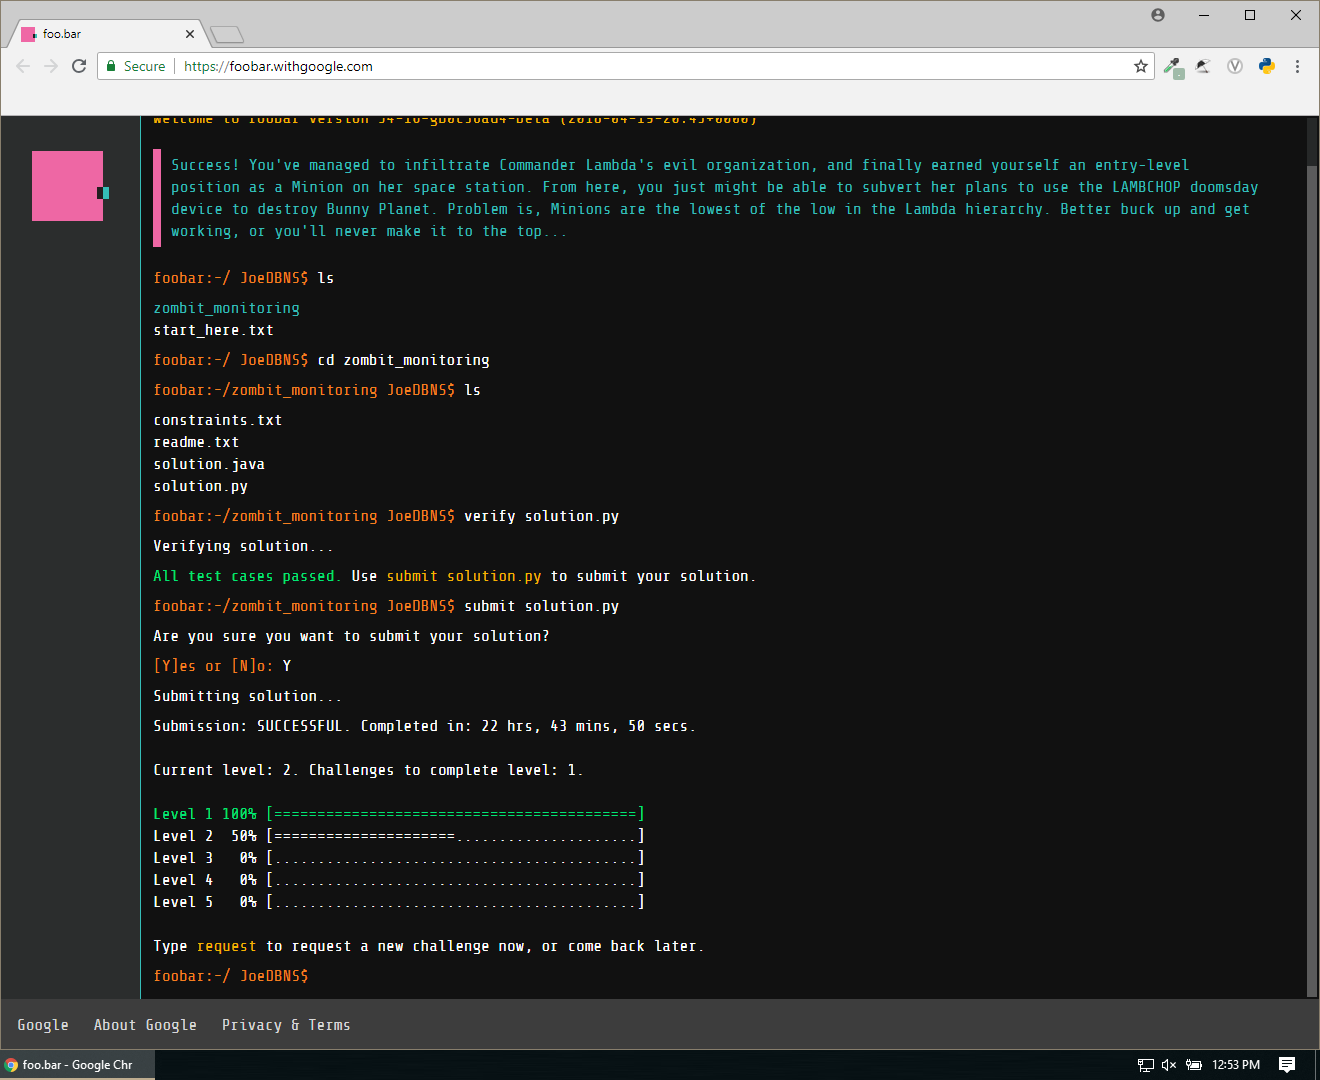 foo.bar
Secure
https://foobar.withgoogle.com
Success! You've managed to infiltrate Commander Lambda's evil organization, and finally earned yourself an entry-level
position as a Minion on her space station. From here, you just might be able to subvert her plans to use the LAMBCHOP doomsday
device to destroy Bunny Planet. Problem is, Minions are the lowest of the low in the Lambda hierarchy. Better buck up and get
working, or you'll never make it to the top...
foobar:~/ JoeDBNS$ ls
zombit_monitoring
start_here.txt
foobar:~/ JoeDBNS$ cd zombit_monitoring
foobar:~/zombit_monitoring JoeDBNS$ ls
constraints.txt
readme.txt
solution.java
solution.py
foobar:~/zombit_monitoring JoeDBNS$ verify solution.py
Verifying solution...
All test cases passed. Use submit solution.py to submit your solution.
foobar:~/zombit_monitoring JoeDBNS$ submit solution.py
Are you sure you want to submit your solution?
[Y]es or [N]o: Y
Submitting solution...
Submission: SUCCESSFUL. Completed in: 22 hrs, 43 mins, 50 secs.
Current level: 2. Challenges to complete level: 1.
Level 1 100% [==========================================]
Level 2 50% [=====================.....................]
Level 3 0% [..........................................]
Level 4 0% [..........................................]
Level 5 0% [..........................................]
Type request to request a new challenge now, or come back later.
foobar:~/ JoeDBNS$
Google About Google Privacy & Terms
foo.bar - Google Chr
12:53 PM